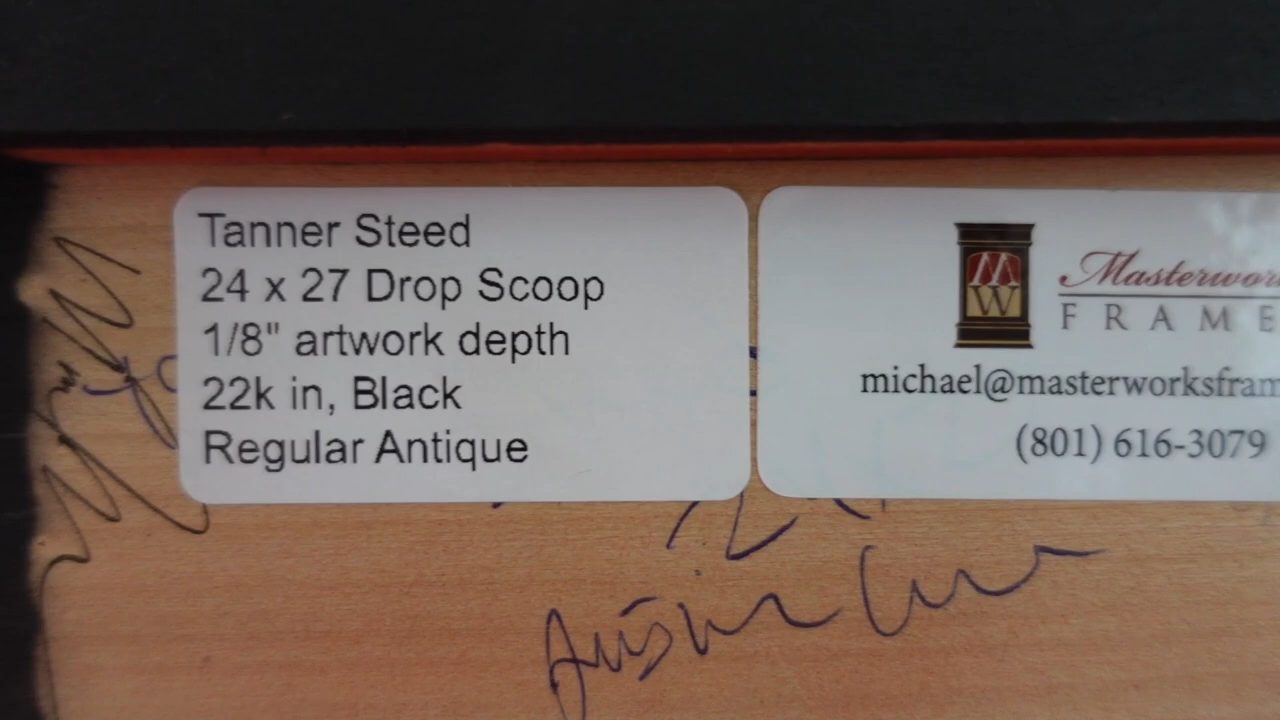 Tanner Steed
24 x 27 Drop Scoop
1/8" artwork depth
22k in, Black
Regular Antique
MW
Masterwor
FRAME
michael@masterworksfram
(801) 616-3079